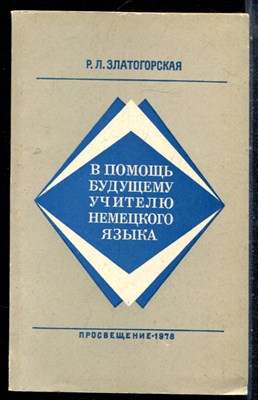 Р. Л. ЗЛАТОГОРСКАЯ
В ПОМОЩЬ
БУДУЩЕМУ
УЧИТЕЛЮ
НЕМЕЦКОГО
ЯЗЫКА
ПРОСВЕЩЕНИЕ·1978